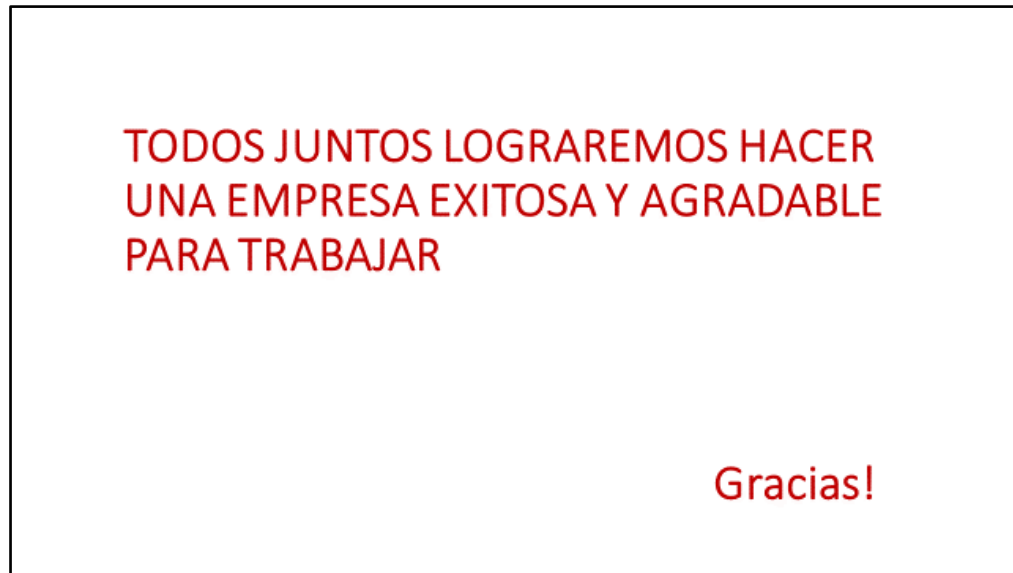 TODOS JUNTOS LOGRAREMOS HACER
UNA EMPRESA EXITOSA Y AGRADABLE
PARA TRABAJAR
Gracias!